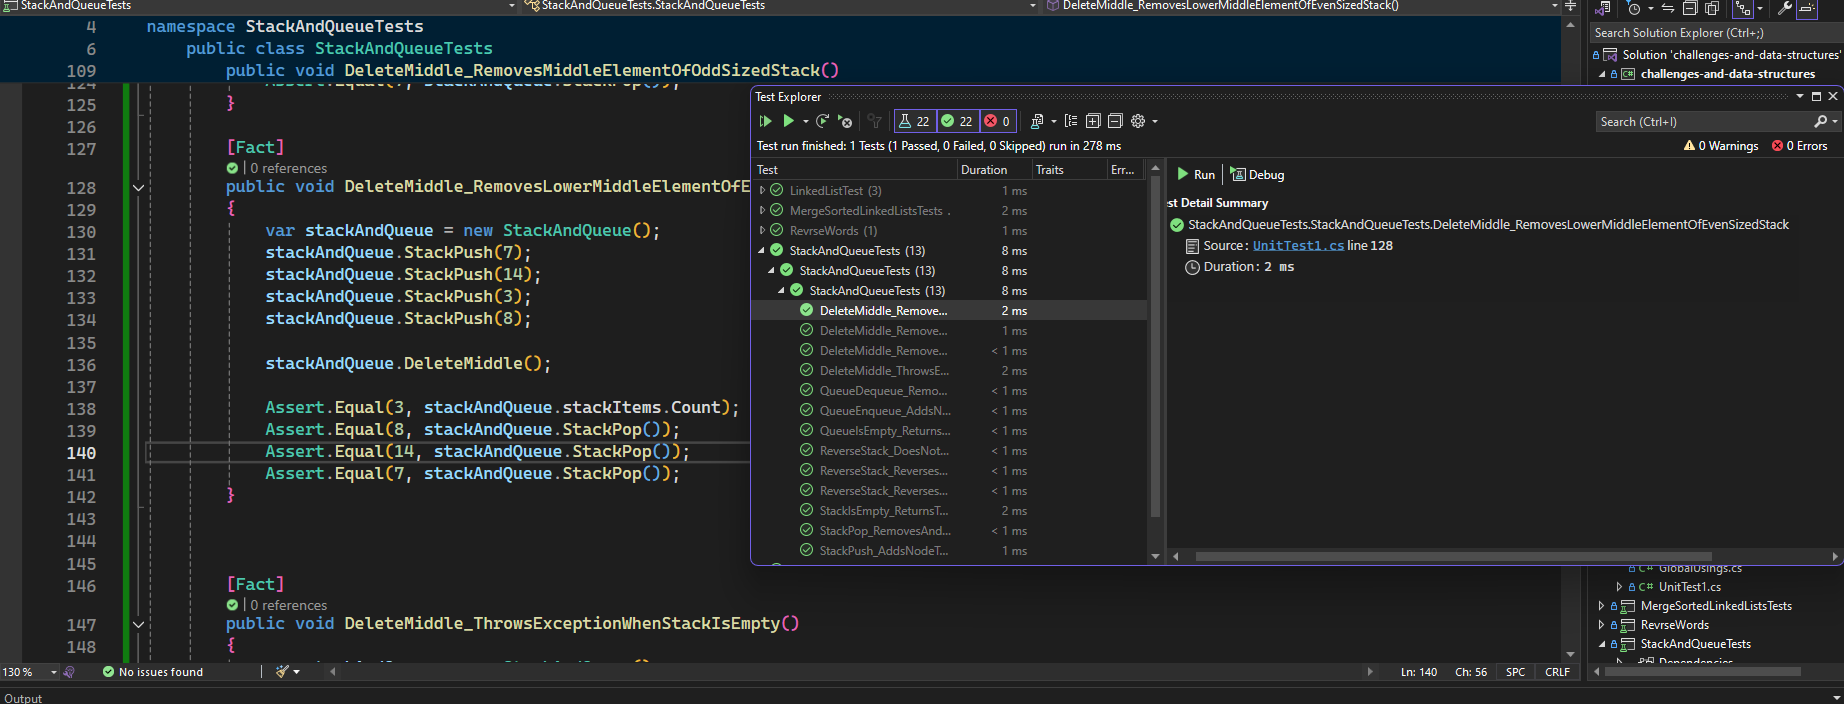 StackAndQueueTests
StackAndQueueTests.StackAndQueueTests
DeleteMiddle_RemovesLowerMiddleElementOfEvenSizedStack()
4 namespace StackAndQueueTests
6 public class StackAndQueueTests
109 public void DeleteMiddle_RemovesMiddleElementOfOddSizedStack()
125 }
126
127 [Fact]
0 references
128 public void DeleteMiddle_RemovesLowerMiddleElementOfE
129 {
130 var stackAndQueue = new StackAndQueue();
131 stackAndQueue.StackPush(7);
132 stackAndQueue.StackPush(14);
133 stackAndQueue.StackPush(3);
134 stackAndQueue.StackPush(8);
135
136 stackAndQueue.DeleteMiddle();
137
138 Assert.Equal(3, stackAndQueue.stackItems.Count);
139 Assert.Equal(8, stackAndQueue.StackPop());
140 Assert.Equal(14, stackAndQueue.StackPop());
141 Assert.Equal(7, stackAndQueue.StackPop());
142 }
143
144
145
146 [Fact]
0 references
147 public void DeleteMiddle_ThrowsExceptionWhenStackIsEmpty()
148 {
130 %
No issues found
Ln: 140 Ch: 56 SPC CRLF
Output
Test Explorer
22 22 0
Search (Ctrl+I)
Test run finished: 1 Tests (1 Passed, 0 Failed, 0 Skipped) run in 278 ms
0 Warnings 0 Errors
Test Duration Traits Err...
LinkedListTest (3) 1 ms
MergeSortedLinkedListsTests . 2 ms
RevrseWords (1) 1 ms
StackAndQueueTests (13) 8 ms
StackAndQueueTests (13) 8 ms
StackAndQueueTests (13) 8 ms
DeleteMiddle_Remove... 2 ms
DeleteMiddle_Remove... 1 ms
DeleteMiddle_Remove... < 1 ms
DeleteMiddle_ThrowsE... 2 ms
QueueDequeue_Remo... < 1 ms
QueueEnqueue_AddsN... < 1 ms
QueueIsEmpty_Returns... < 1 ms
ReverseStack_DoesNot... < 1 ms
ReverseStack_Reverses... < 1 ms
ReverseStack_Reverses... < 1 ms
StackIsEmpty_ReturnsT... 2 ms
StackPop_RemovesAnd... < 1 ms
StackPush_AddsNodeT... 1 ms
Run Debug
st Detail Summary
StackAndQueueTests.StackAndQueueTests.DeleteMiddle_RemovesLowerMiddleElementOfEvenSizedStack
Source: UnitTest1.cs line 128
Duration: 2 ms
Search Solution Explorer (Ctrl+;)
Solution 'challenges-and-data-structures'
C# challenges-and-data-structures
C# GlobalUsings.cs
C# UnitTest1.cs
MergeSortedLinkedListsTests
RevrseWords
StackAndQueueTests
Dependencies